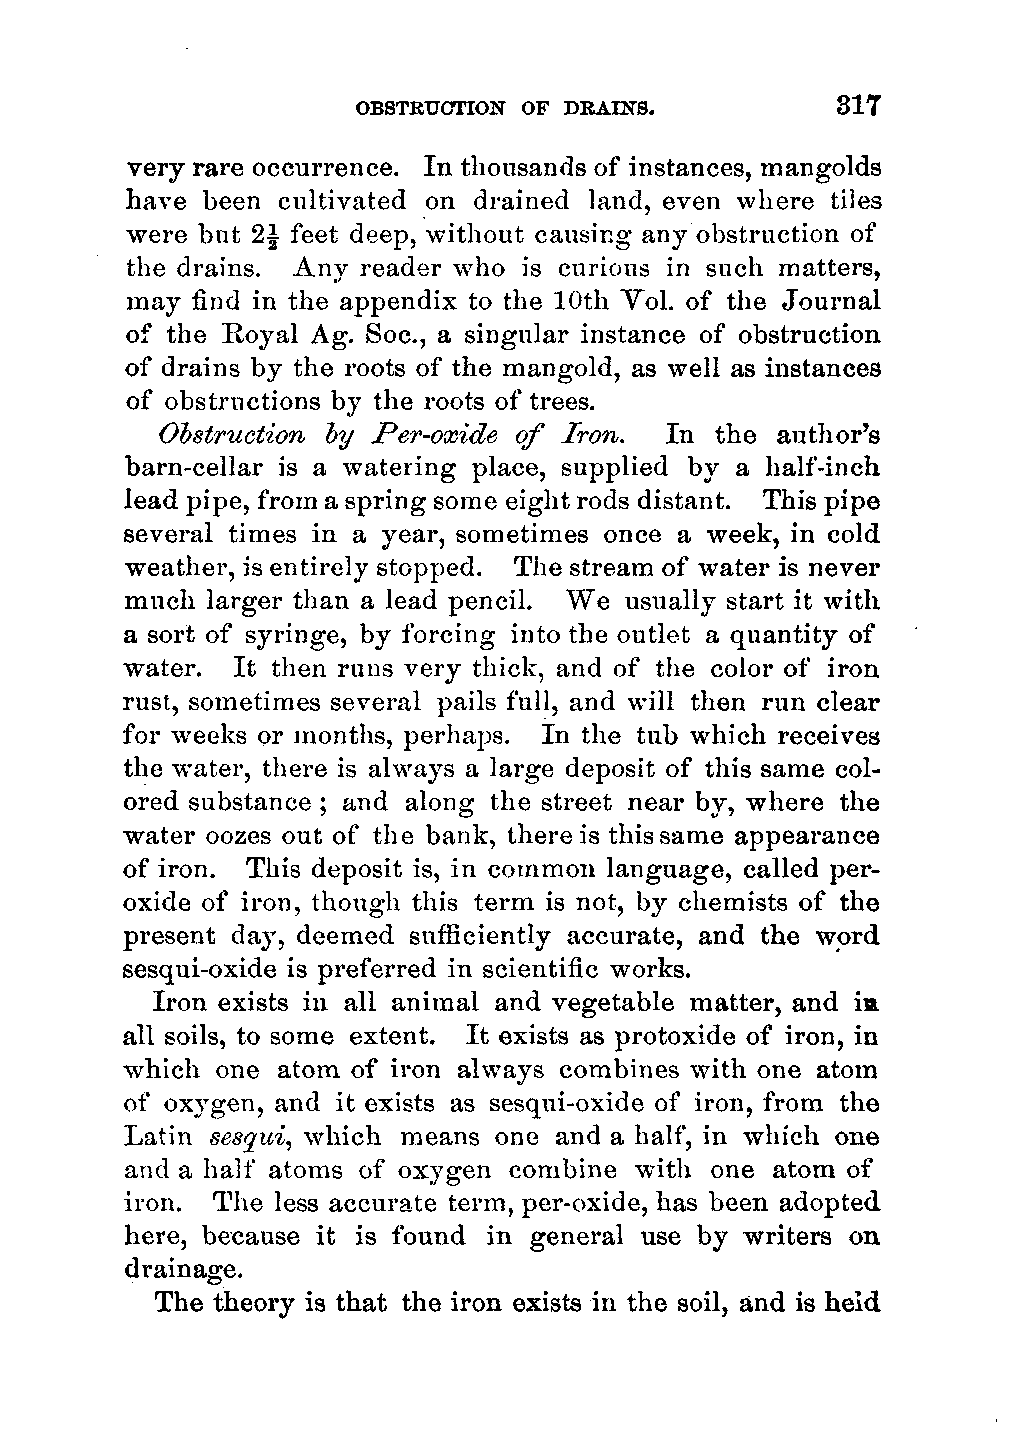 OBSTRUCTION OF DRAINS. 317
very rare occurrence. In thousands of instances, mangolds
have been cultivated on drained land, even where tiles
were but 2½ feet deep, without causing any obstruction of
the drains. Any reader who is curious in such matters,
may find in the appendix to the 10th Vol. of the Journal
of the Royal Ag. Soc., a singular instance of obstruction
of drains by the roots of the mangold, as well as instances
of obstructions by the roots of trees.
Obstruction by Per-oxide of Iron. In the author's
barn-cellar is a watering place, supplied by a half-inch
lead pipe, from a spring some eight rods distant. This pipe
several times in a year, sometimes once a week, in cold
weather, is entirely stopped. The stream of water is never
much larger than a lead pencil. We usually start it with
a sort of syringe, by forcing into the outlet a quantity of
water. It then runs very thick, and of the color of iron
rust, sometimes several pails full, and will then run clear
for weeks or months, perhaps. In the tub which receives
the water, there is always a large deposit of this same col-
ored substance; and along the street near by, where the
water oozes out of the bank, there is this same appearance
of iron. This deposit is, in common language, called per-
oxide of iron, though this term is not, by chemists of the
present day, deemed sufficiently accurate, and the word
sesqui-oxide is preferred in scientific works.
Iron exists in all animal and vegetable matter, and in
all soils, to some extent. It exists as protoxide of iron, in
which one atom of iron always combines with one atom
of oxygen, and it exists as sesqui-oxide of iron, from the
Latin sesqui, which means one and a half, in which one
and a half atoms of oxygen combine with one atom of
iron. The less accurate term, per-oxide, has been adopted
here, because it is found in general use by writers on
drainage.
The theory is that the iron exists in the soil, and is held